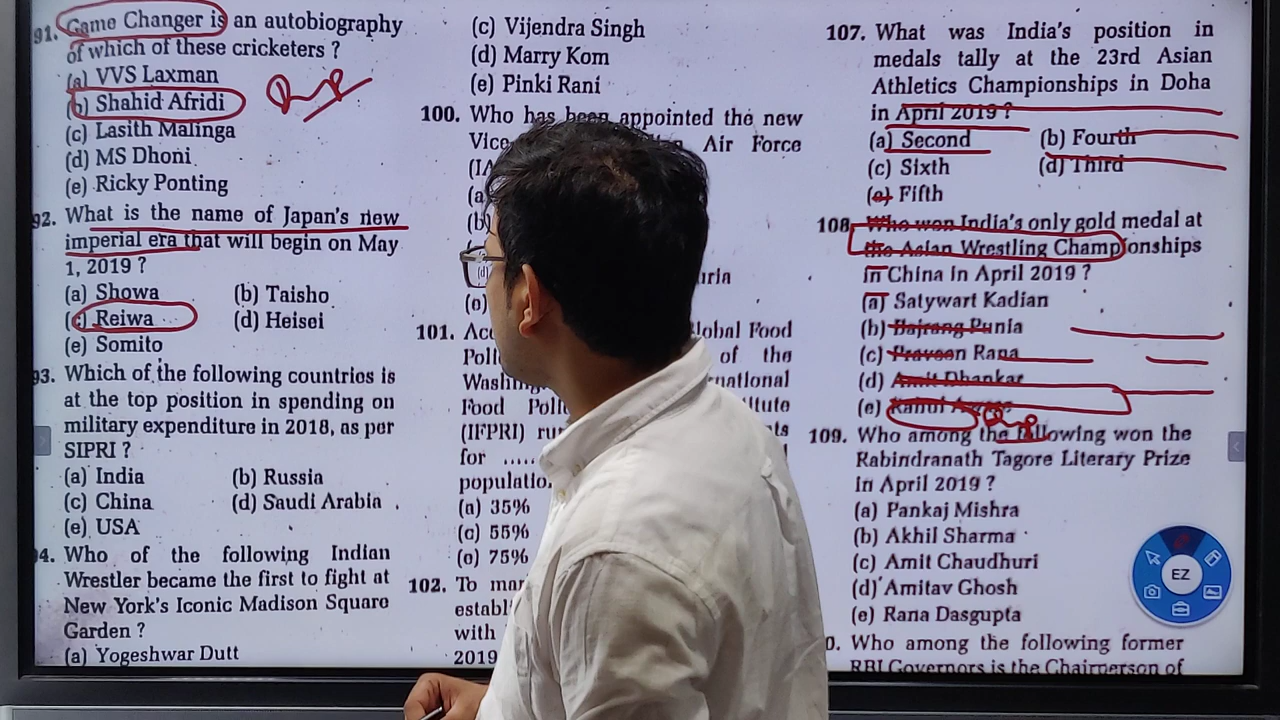 91. Game Changer is an autobiography
of which of these cricketers ?
(a) VVS Laxman
(b) Shahid Afridi
(c) Lasith Malinga
(d) MS Dhoni
(e) Ricky Ponting
92. What is the name of Japan's new
imperial era that will begin on May
1, 2019 ?
(a) Showa (b) Taisho
(c) Reiwa (d) Heisei
(e) Somito
93. Which of the following countries is
at the top position in spending on
military expenditure in 2018, as per
SIPRI ?
(a) India (b) Russia
(c) China (d) Saudi Arabia
(e) USA
94. Who of the following Indian
Wrestler became the first to fight at
New York's Iconic Madison Square
Garden ?
(a) Yogeshwar Dutt
(c) Vijendra Singh
(d) Marry Kom
(e) Pinki Rani
100. Who has been appointed the new
Vice Air Force
(a)
(b)
(d)
(e)
101. Global Food
of the
Food
(IFPRI)
for .....
(a) 35%
(c) 55%
(e) 75%
102. To
with
2019
107. What was India's position in
medals tally at the 23rd Asian
Athletics Championships in Doha
in April 2019 ?
(a) Second (b) Fourth
(c) Sixth (d) Third
(e) Fifth
108. Who won India's only gold medal at
the Asian Wrestling Championships
in China in April 2019 ?
(a) Satywart Kadian
(b) Bajrang Punia
(c) Praveen Rana
(d) Amit Dhankar
(e) Rahul
109. Who among the following won the
Rabindranath Tagore Literary Prize
in April 2019 ?
(a) Pankaj Mishra
(b) Akhil Sharma
(c) Amit Chaudhuri
(d) Amitav Ghosh
(e) Rana Dasgupta
0. Who among the following former
RBI Governors is the Chairperson of
EZ